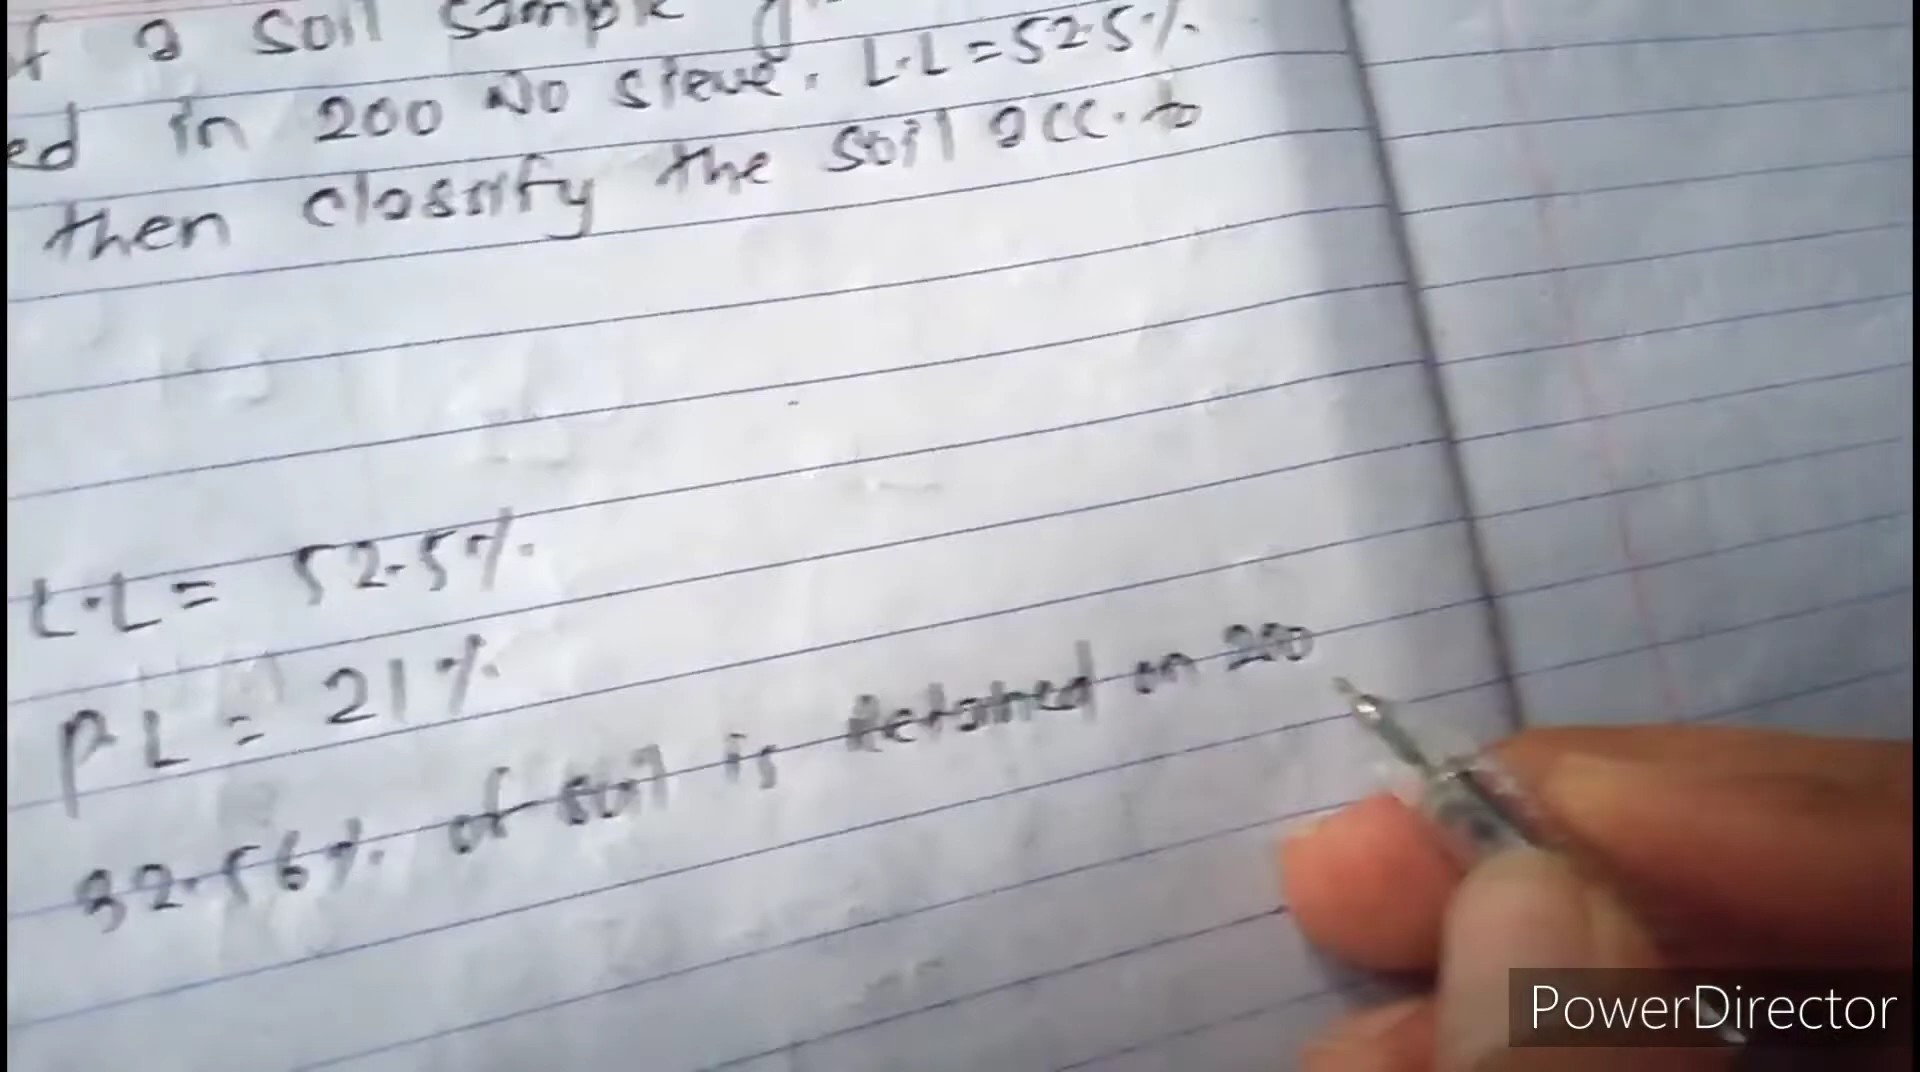 of a soil sample
ed in 200 No sieve. L.L = 52.5%
then classify the soil acc. to
L.L = 52.5%
PL = 21%
32.56% of soil is Retained on 200
PowerDirector